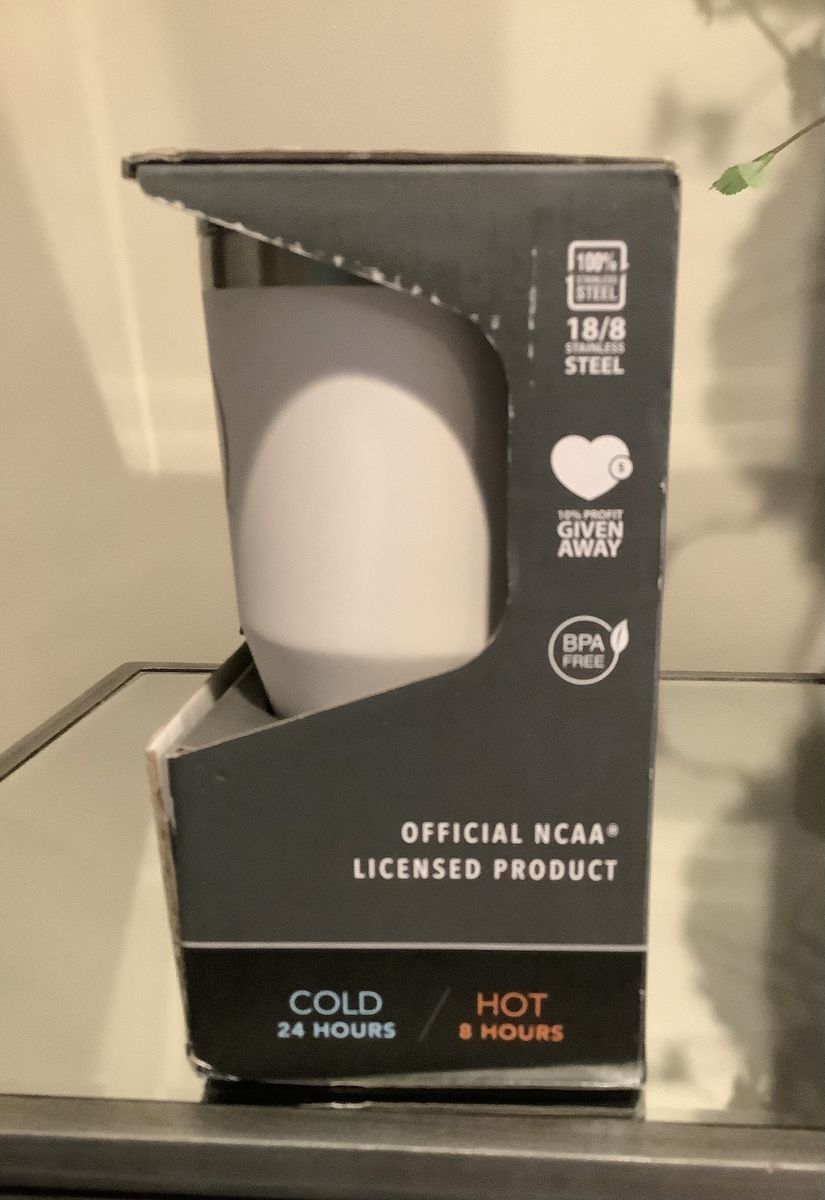 100%
STAINLESS
STEEL
18/8
STAINLESS
STEEL
$
10% PROFIT
GIVEN
AWAY
BPA
FREE
OFFICIAL NCAA®
LICENSED PRODUCT
COLD / HOT
24 HOURS 8 HOURS